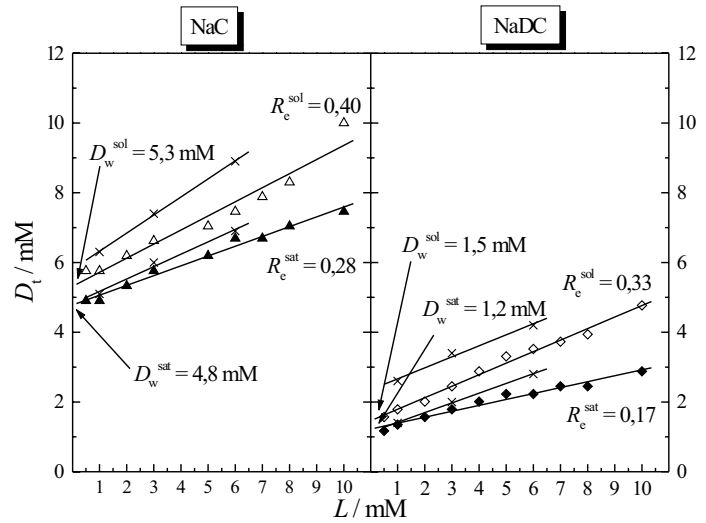 NaC
NaDC
12
10
8
6
4
2
0
D_t / mM
R_e^sol = 0,40
D_w^sol = 5,3 mM
R_e^sat = 0,28
D_w^sat = 4,8 mM
1 2 3 4 5 6 7 8 9 10
D_w^sol = 1,5 mM
D_w^sat = 1,2 mM
R_e^sol = 0,33
R_e^sat = 0,17
1 2 3 4 5 6 7 8 9 10
12
10
8
6
4
2
0
L / mM